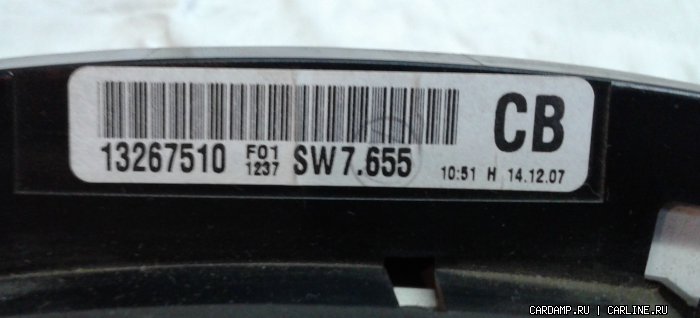 CB
13267510 F01 1237 SW7.655 10:51 H 14.12.07
CARDAMP.RU | CARLINE.RU